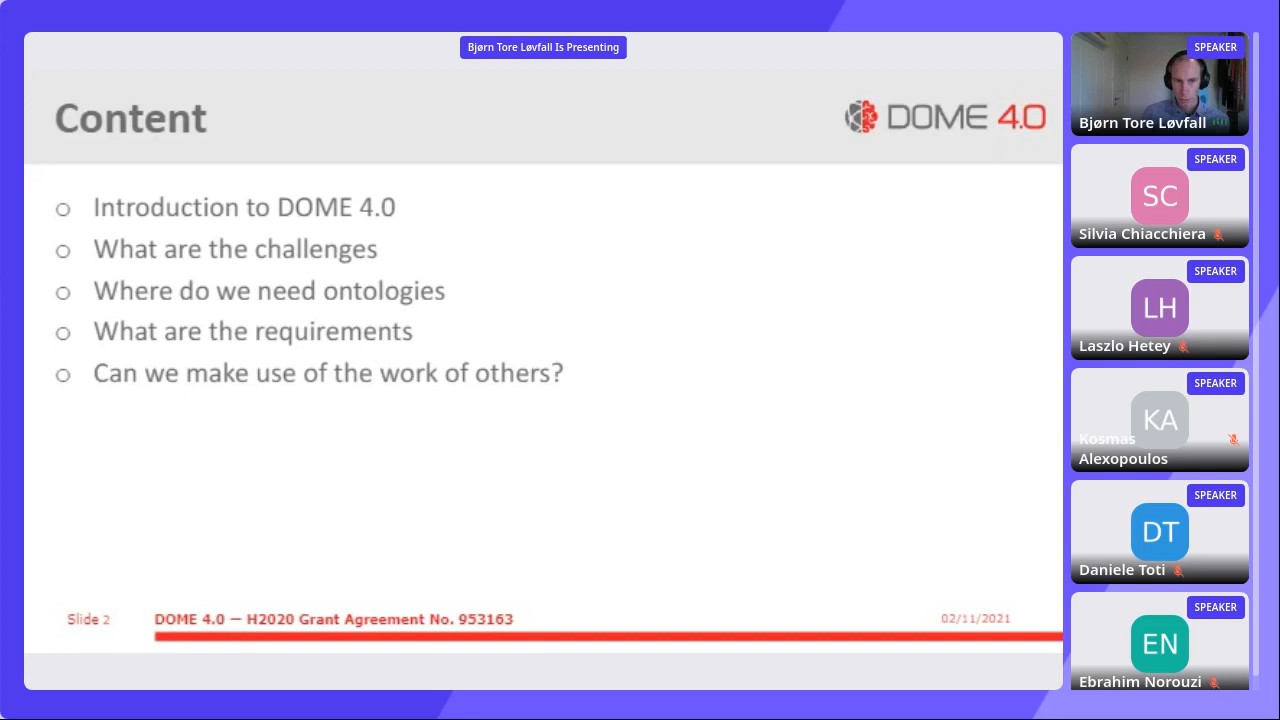 Bjørn Tore Løvfall Is Presenting
Content
DOME 4.0
Introduction to DOME 4.0
What are the challenges
Where do we need ontologies
What are the requirements
Can we make use of the work of others?
Slide 2
DOME 4.0 — H2020 Grant Agreement No. 953163
02/11/2021
SPEAKER
Bjørn Tore Løvfall
SPEAKER
SC
Silvia Chiacchiera
SPEAKER
LH
Laszlo Hetey
SPEAKER
KA
Kosmas
Alexopoulos
SPEAKER
DT
Daniele Toti
SPEAKER
EN
Ebrahim Norouzi